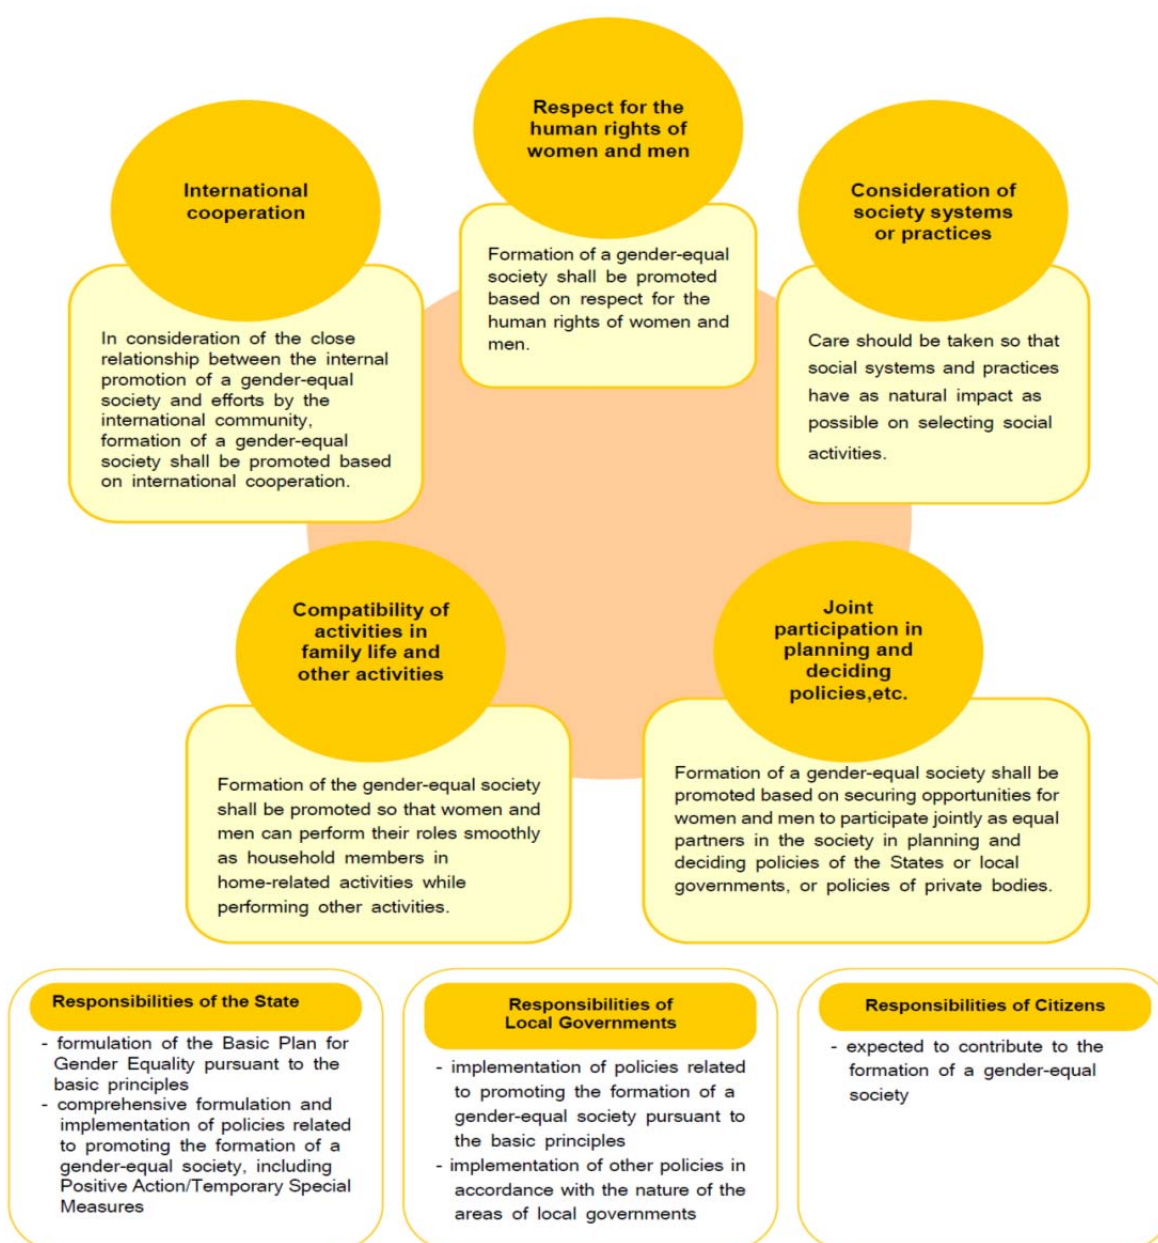 Respect for the
human rights of
women and men
Formation of a gender-equal
society shall be promoted
based on respect for the
human rights of women and
men.
International
cooperation
In consideration of the close
relationship between the internal
promotion of a gender-equal
society and efforts by the
international community,
formation of a gender-equal
society shall be promoted based
on international cooperation.
Consideration of
society systems
or practices
Care should be taken so that
social systems and practices
have as natural impact as
possible on selecting social
activities.
Compatibility of
activities in
family life and
other activities
Formation of the gender-equal society
shall be promoted so that women and
men can perform their roles smoothly
as household members in
home-related activities while
performing other activities.
Joint
participation in
planning and
deciding
policies,etc.
Formation of a gender-equal society shall be
promoted based on securing opportunities for
women and men to participate jointly as equal
partners in the society in planning and
deciding policies of the States or local
governments, or policies of private bodies.
Responsibilities of the State
- formulation of the Basic Plan for
Gender Equality pursuant to the
basic principles
- comprehensive formulation and
implementation of policies related
to promoting the formation of a
gender-equal society, including
Positive Action/Temporary Special
Measures
Responsibilities of
Local Governments
- implementation of policies related
to promoting the formation of a
gender-equal society pursuant to
the basic principles
- implementation of other policies in
accordance with the nature of the
areas of local governments
Responsibilities of Citizens
- expected to contribute to the
formation of a gender-equal
society